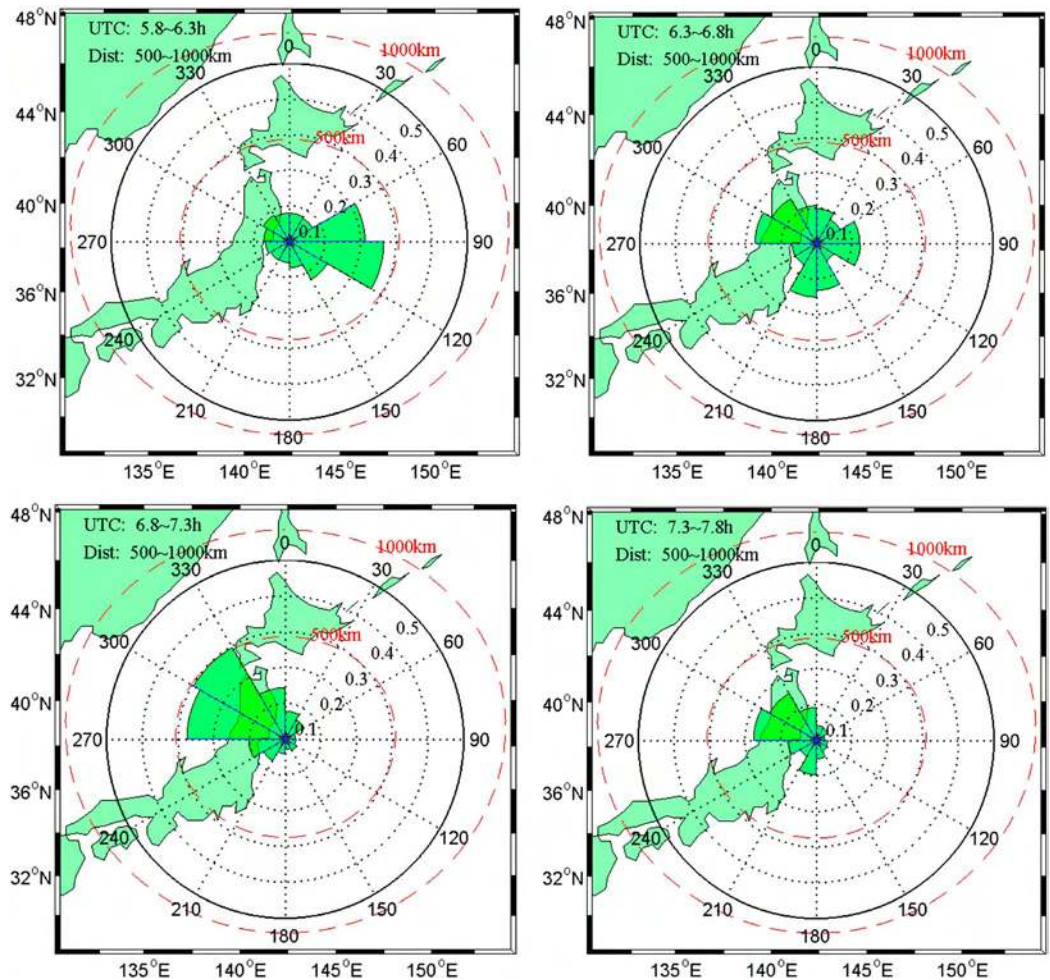 48°N
UTC: 5.8~6.3h
Dist: 500~1000km
0
1000km
330
30
44°N
300
0.5
60
500km
0.4
0.3
40°N
0.2
0.1
270
90
36°N
240
120
32°N
210
150
180
135°E
140°E
145°E
150°E
48°N
UTC: 6.3~6.8h
Dist: 500~1000km
0
1000km
330
30
44°N
300
0.5
60
500km
0.4
0.3
40°N
0.2
0.1
270
90
36°N
240
120
32°N
210
150
180
135°E
140°E
145°E
150°E
48°N
UTC: 6.8~7.3h
Dist: 500~1000km
0
1000km
330
30
44°N
300
0.5
60
500km
0.4
0.3
40°N
0.2
0.1
270
90
36°N
240
120
32°N
210
150
180
135°E
140°E
145°E
150°E
48°N
UTC: 7.3~7.8h
Dist: 500~1000km
0
1000km
330
30
44°N
300
0.5
60
500km
0.4
0.3
40°N
0.2
0.1
270
90
36°N
240
120
32°N
210
150
180
135°E
140°E
145°E
150°E